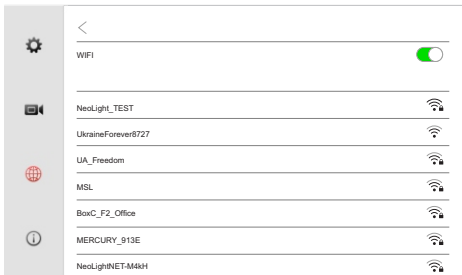 WIFI
NeoLight_TEST
UkraineForever8727
UA_Freedom
MSL
BoxC_F2_Office
MERCURY_913E
NeoLightNET-M4kH